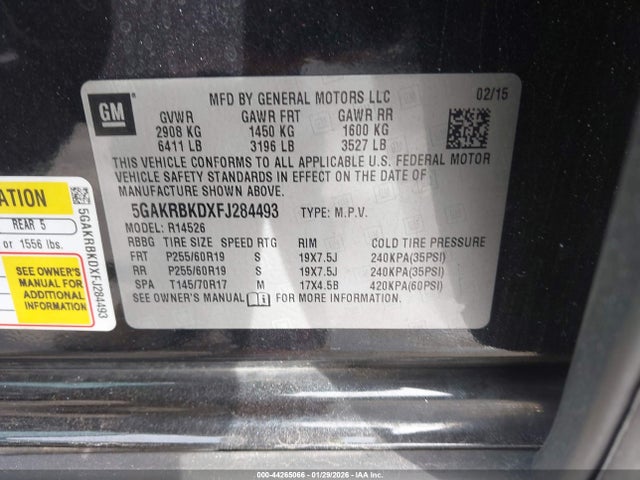 GM
MFD BY GENERAL MOTORS LLC 02/15
GVWR GAWR FRT GAWR RR
2908 KG 1450 KG 1600 KG
6411 LB 3196 LB 3527 LB
THIS VEHICLE CONFORMS TO ALL APPLICABLE U.S. FEDERAL MOTOR
VEHICLE SAFETY STANDARDS IN EFFECT ON THE DATE OF
MANUFACTURE SHOWN ABOVE.
5GAKRBKDXFJ284493 TYPE: M.P.V.
MODEL: R14526
RBBG TIRE SIZE SPEED RTG RIM COLD TIRE PRESSURE
FRT P255/60R19 S 19X7.5J 240KPA(35PSI)
RR P255/60R19 S 19X7.5J 240KPA(35PSI)
SPA T145/70R17 M 17X4.5B 420KPA(60PSI)
SEE OWNER'S MANUAL FOR MORE INFORMATION.
REAR 5
or 1556 lbs.
SEE OWNER'S
MANUAL FOR
ADDITIONAL
INFORMATION
5GAKRBKDXFJ284493
000-44265066 - 01/29/2026 - IAAI, Inc.